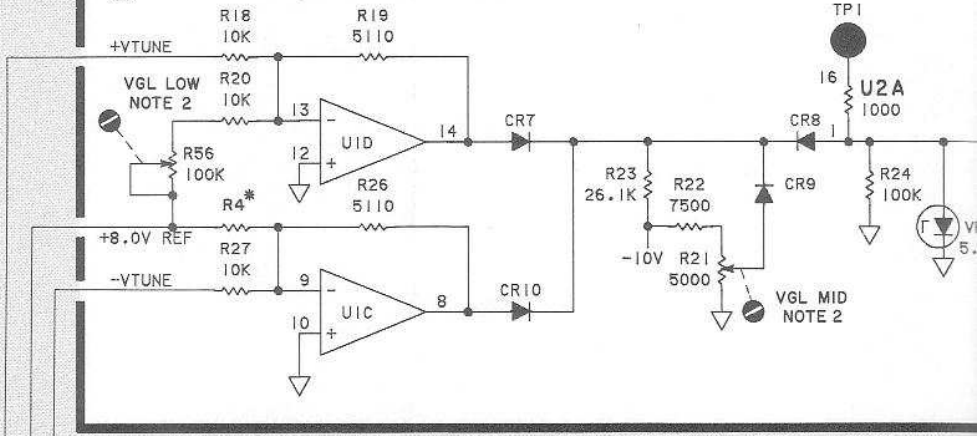 R18
10K
R19
5110
TP1
+VTUNE
VGL LOW
NOTE 2
R20
10K
16
U2A
1000
13
-
U1D
14
CR7
CR8
1
12
+
R56
100K
R23
26.1K
R22
7500
CR9
R24
100K
R4*
R26
5110
+8.0V REF
R27
10K
-10V
R21
5000
5.
-VTUNE
9
-
U1C
8
CR10
VGL MID
NOTE 2
10
+